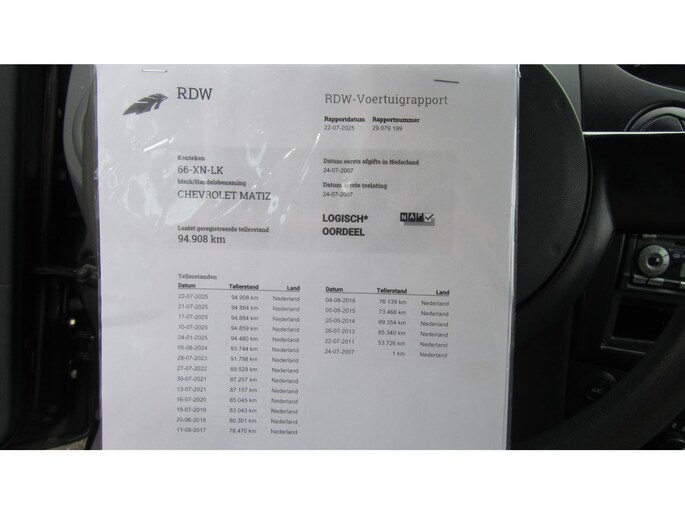 RDW
RDW-Voertuigrapport
Rapportdatum Rapportnummer
22-07-2025 29.079.199
Kenteken
66-XN-LK
Merk/Handelsbenaming
CHEVROLET MATIZ
Laatst geregistreerde tellerstand
94.908 km
Datum eerste afgifte in Nederland
24-07-2007
Datum eerste toelating
24-07-2007
LOGISCH*
OORDEEL
NAP
Tellerstanden
Datum Tellerstand Land
22-07-2025 94.908 km Nederland
21-07-2025 94.884 km Nederland
17-07-2025 94.884 km Nederland
10-07-2025 94.859 km Nederland
24-01-2025 94.480 km Nederland
05-08-2024 93.744 km Nederland
28-07-2023 91.798 km Nederland
27-07-2022 89.529 km Nederland
30-07-2021 87.257 km Nederland
13-07-2021 87.157 km Nederland
16-07-2020 85.045 km Nederland
18-07-2019 83.043 km Nederland
20-06-2018 80.301 km Nederland
11-08-2017 78.470 km Nederland
Datum Tellerstand Land
04-08-2016 76.139 km Nederland
05-08-2015 73.468 km Nederland
20-05-2014 69.354 km Nederland
26-07-2013 65.340 km Nederland
22-07-2011 53.726 km Nederland
24-07-2007 1 km Nederland